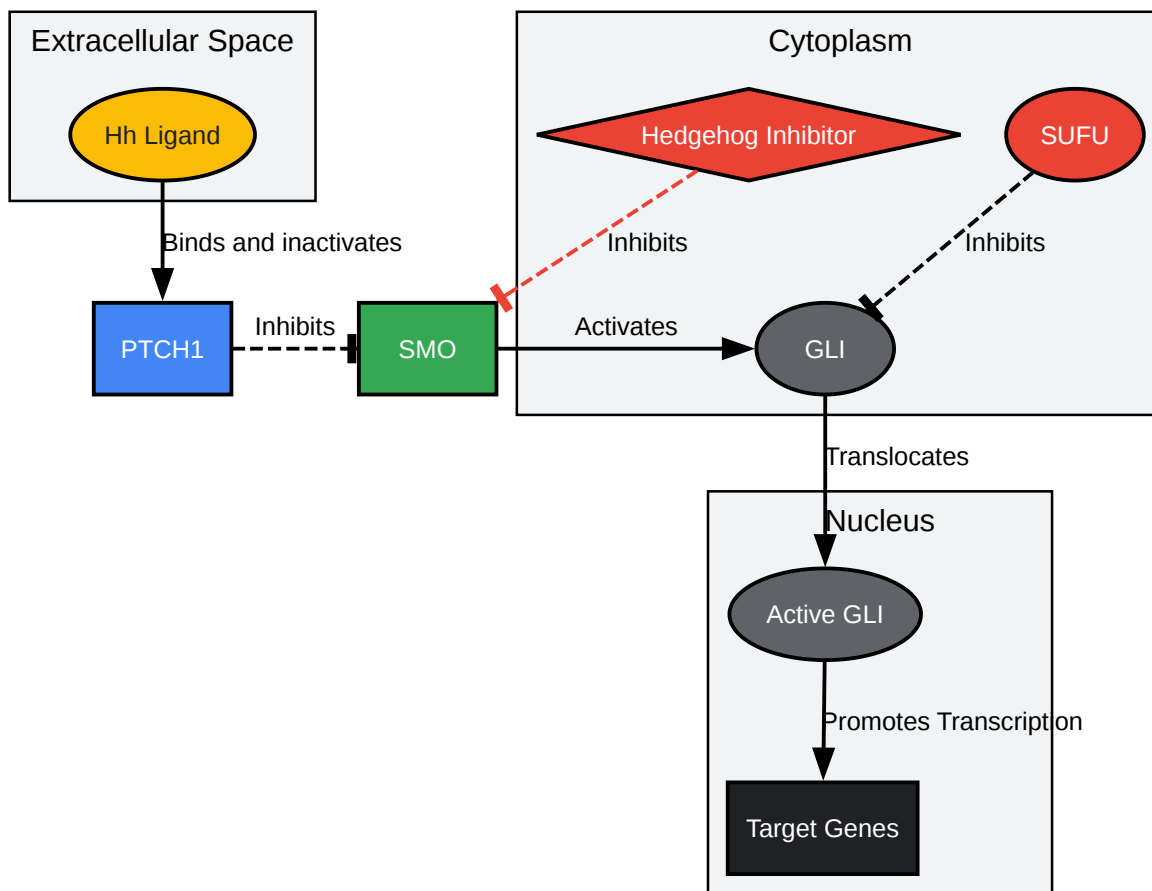 Extracellular Space
Cytoplasm
Hh Ligand
Hedgehog Inhibitor
SUFU
Binds and inactivates
Inhibits
Inhibits
PTCH1
Inhibits
SMO
Activates
GLI
Translocates
Nucleus
Active GLI
Promotes Transcription
Target Genes